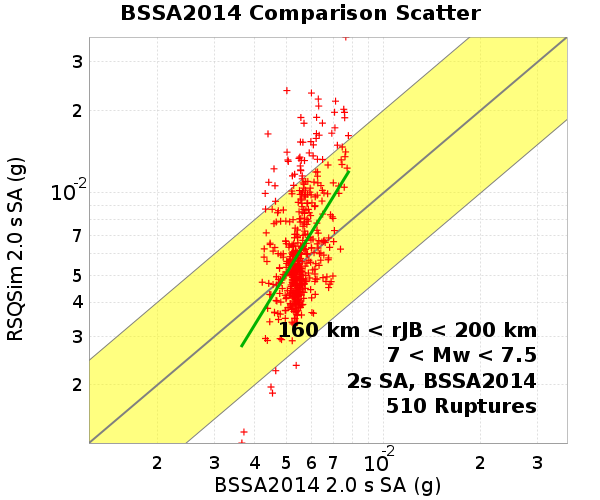 BSSA2014 Comparison Scatter
RSQSim 2.0 s SA (g)
3
2
10-2
7
5
4
3
2
160 km < rJB < 200 km
7 < Mw < 7.5
2s SA, BSSA2014
510 Ruptures
2 3 4 5 6 7 10-2 2 3
BSSA2014 2.0 s SA (g)